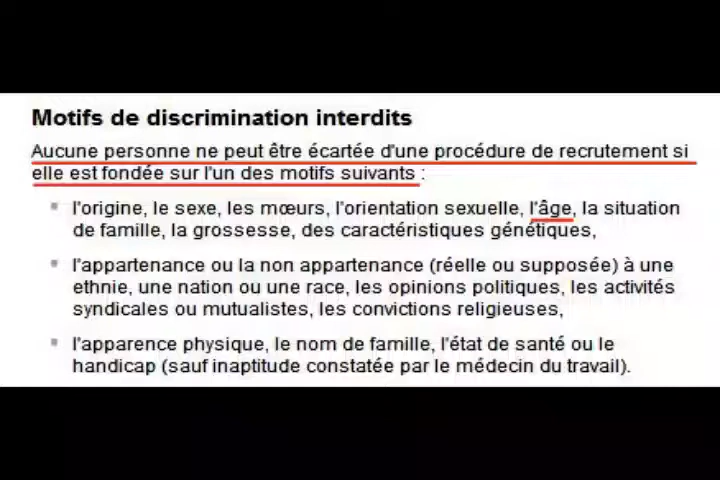 Motifs de discrimination interdits
Aucune personne ne peut être écartée d'une procédure de recrutement si
elle est fondée sur l'un des motifs suivants :
l'origine, le sexe, les mœurs, l'orientation sexuelle, l'âge, la situation
de famille, la grossesse, des caractéristiques génétiques,
l'appartenance ou la non appartenance (réelle ou supposée) à une
ethnie, une nation ou une race, les opinions politiques, les activités
syndicales ou mutualistes, les convictions religieuses,
l'apparence physique, le nom de famille, l'état de santé ou le
handicap (sauf inaptitude constatée par le médecin du travail).